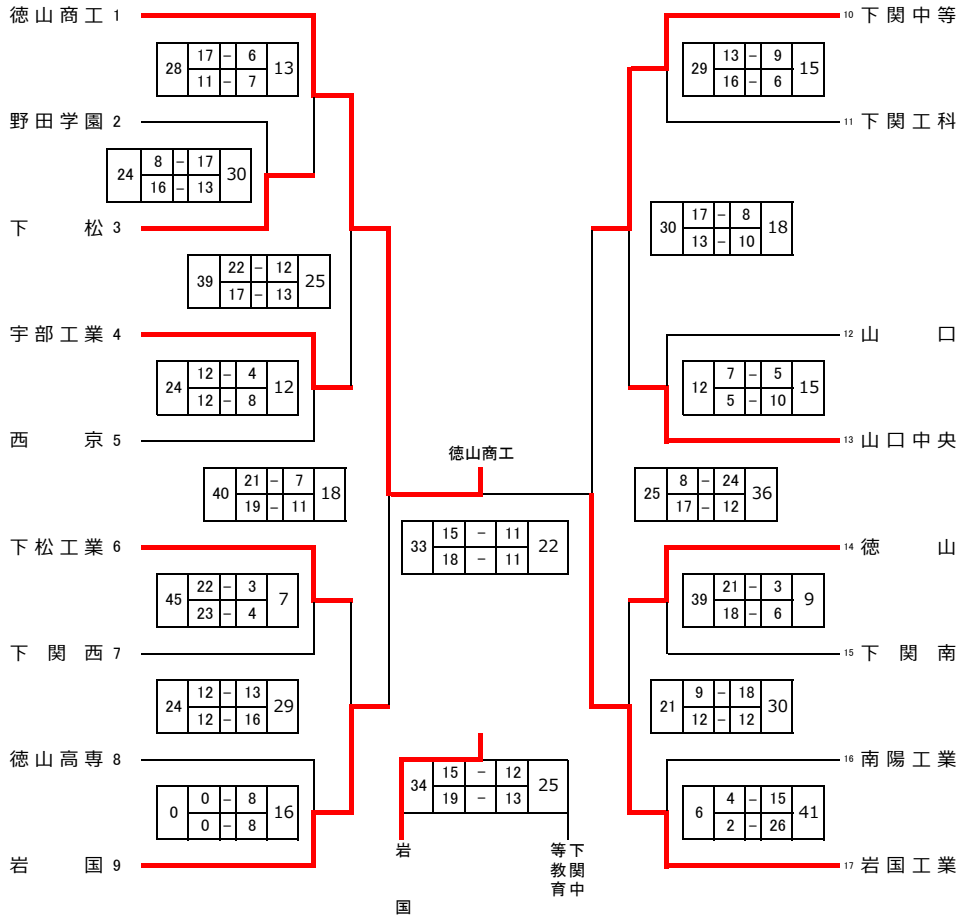 徳山商工 1
28 17 - 6 13
11 - 7
野田学園 2
24 8 - 17 30
16 - 13
下松 3
39 22 - 12 25
17 - 13
宇部工業 4
24 12 - 4 12
12 - 8
西京 5
40 21 - 7 18
19 - 11
下松工業 6
45 22 - 3 7
23 - 4
下関西 7
24 12 - 13 29
12 - 16
徳山高専 8
0 0 - 8 16
0 - 8
岩国 9
徳山商工
33 15 - 11 22
18 - 11
34 15 - 12 25
19 - 13
岩国
下関中
等教育
10 下関中等
29 13 - 9 15
16 - 6
11 下関工科
30 17 - 8 18
13 - 10
12 山口
12 7 - 5 15
5 - 10
13 山口中央
25 8 - 24 36
17 - 12
14 徳山
39 21 - 3 9
18 - 6
15 下関南
21 9 - 18 30
12 - 12
16 南陽工業
6 4 - 15 41
2 - 26
17 岩国工業